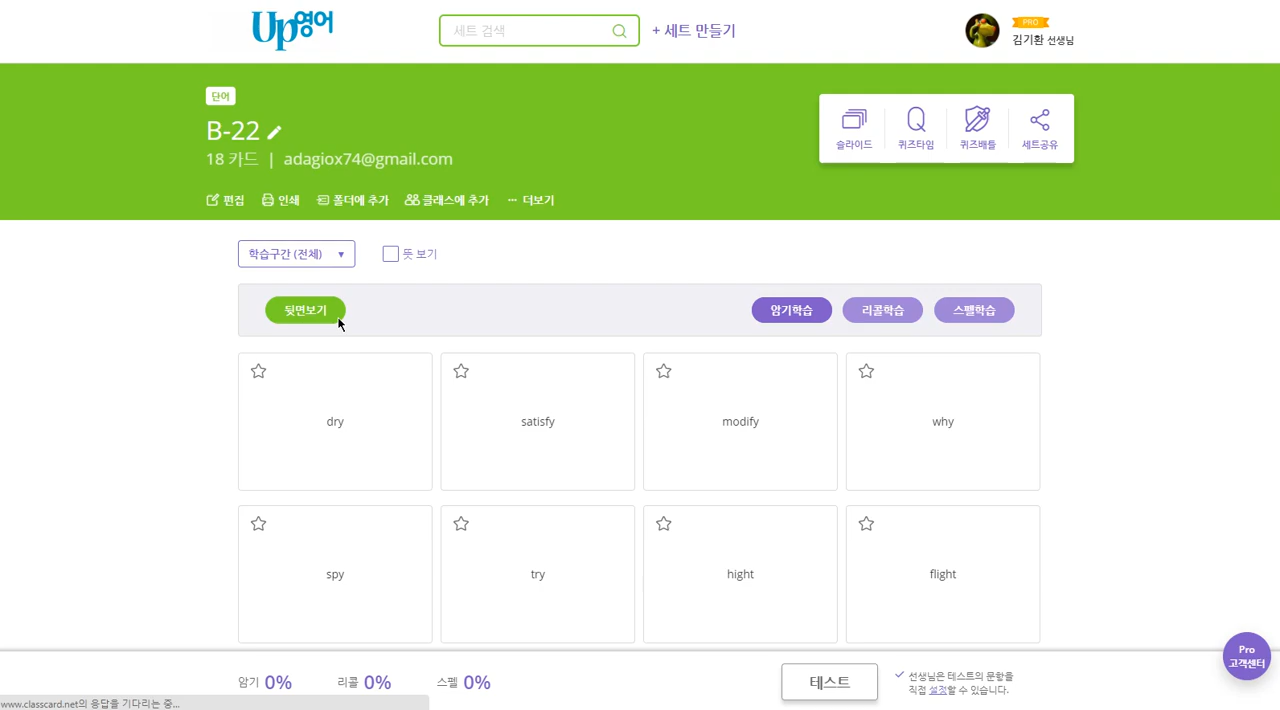 Up영어
세트 검색
+ 세트 만들기
PRO
김기환 선생님
단어
B-22
18 카드 | adagiox74@gmail.com
편집 인쇄 폴더에 추가 클래스에 추가 ··· 더보기
슬라이드 퀴즈타임 퀴즈배틀 세트공유
학습구간 (전체) ▼ 뜻 보기
뒷면보기 암기학습 리콜학습 스펠학습
dry satisfy modify why
spy try hight flight
암기 0% 리콜 0% 스펠 0%
테스트
선생님은 테스트의 문항을
직접 설정할 수 있습니다.
Pro
고객센터
www.classcard.net의 응답을 기다리는 중...